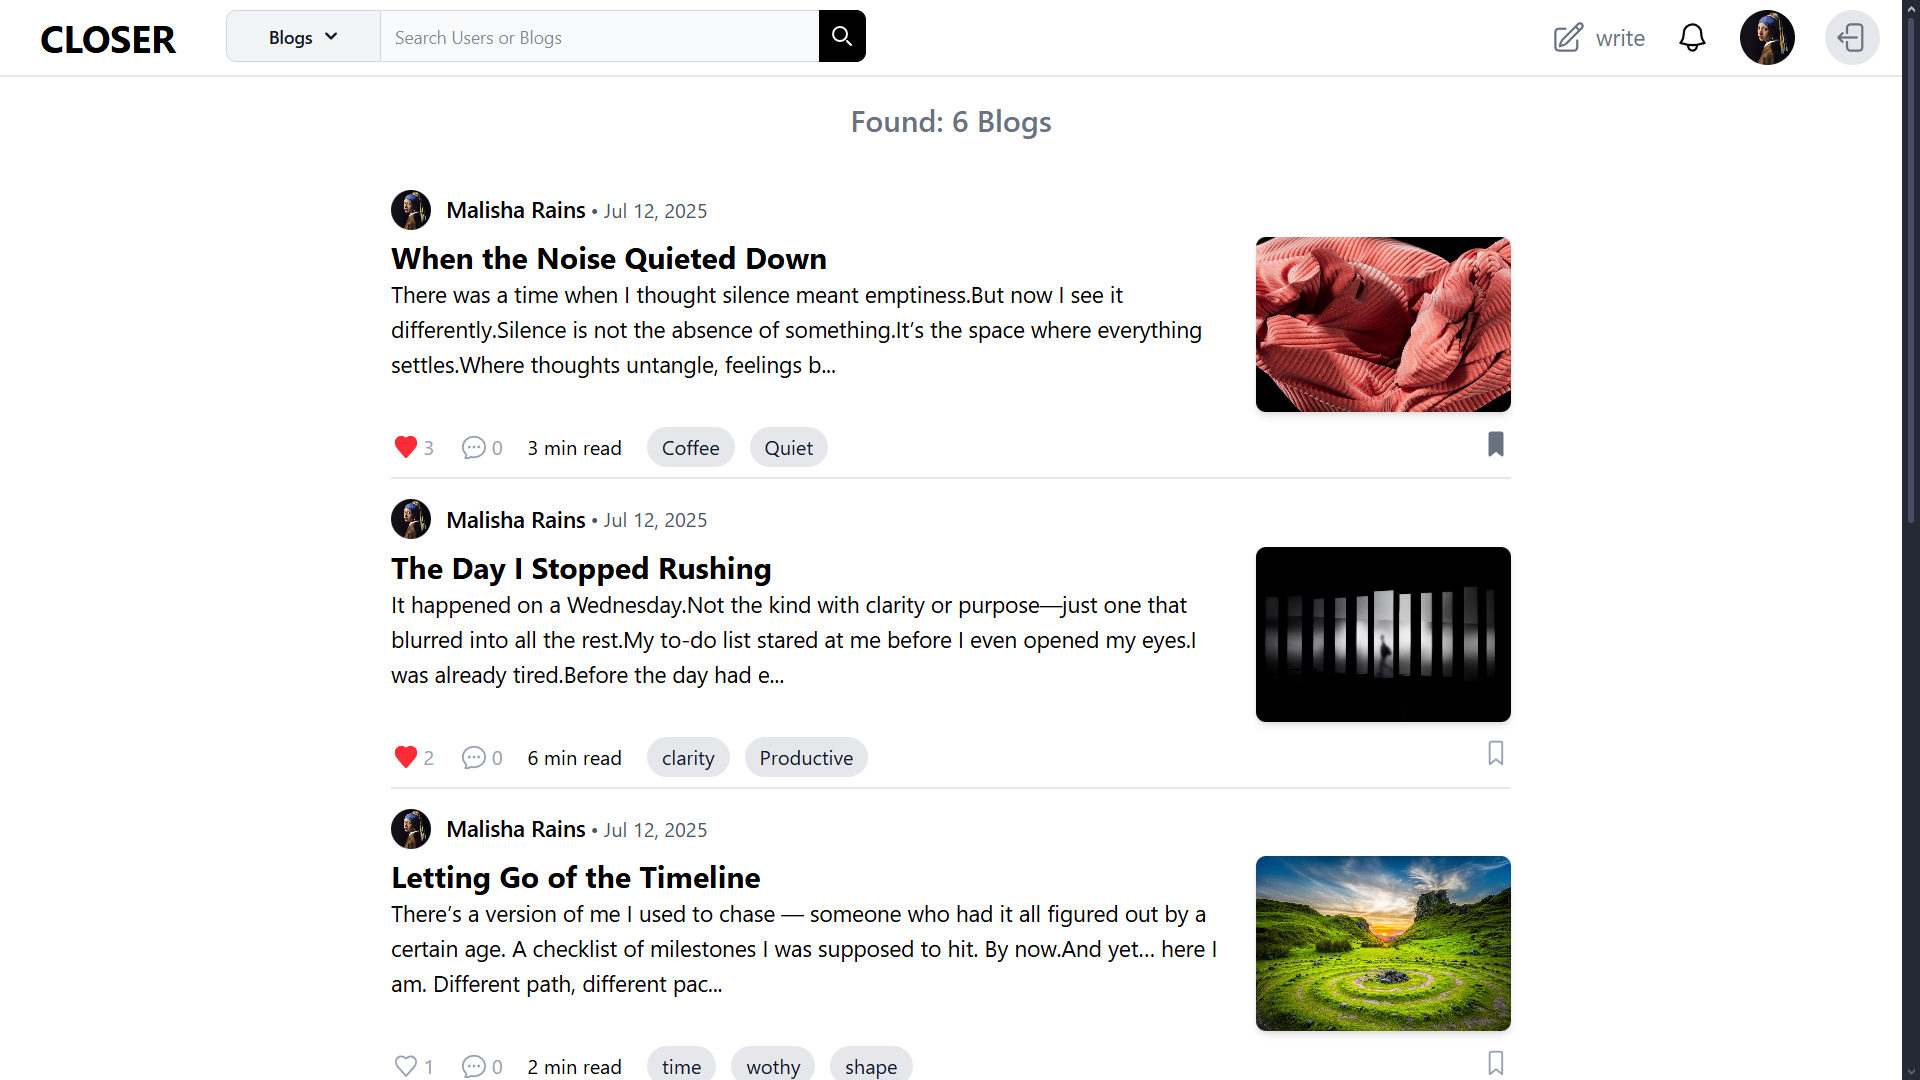 CLOSER
Blogs
Search Users or Blogs
write
Found: 6 Blogs
Malisha Rains • Jul 12, 2025
When the Noise Quieted Down
There was a time when I thought silence meant emptiness.But now I see it
differently.Silence is not the absence of something.It’s the space where everything
settles.Where thoughts untangle, feelings b...
3 0 3 min read Coffee Quiet
Malisha Rains • Jul 12, 2025
The Day I Stopped Rushing
It happened on a Wednesday.Not the kind with clarity or purpose—just one that
blurred into all the rest.My to-do list stared at me before I even opened my eyes.I
was already tired.Before the day had e...
2 0 6 min read clarity Productive
Malisha Rains • Jul 12, 2025
Letting Go of the Timeline
There’s a version of me I used to chase — someone who had it all figured out by a
certain age. A checklist of milestones I was supposed to hit. By now.And yet… here I
am. Different path, different pac...
1 0 2 min read time wothy shape